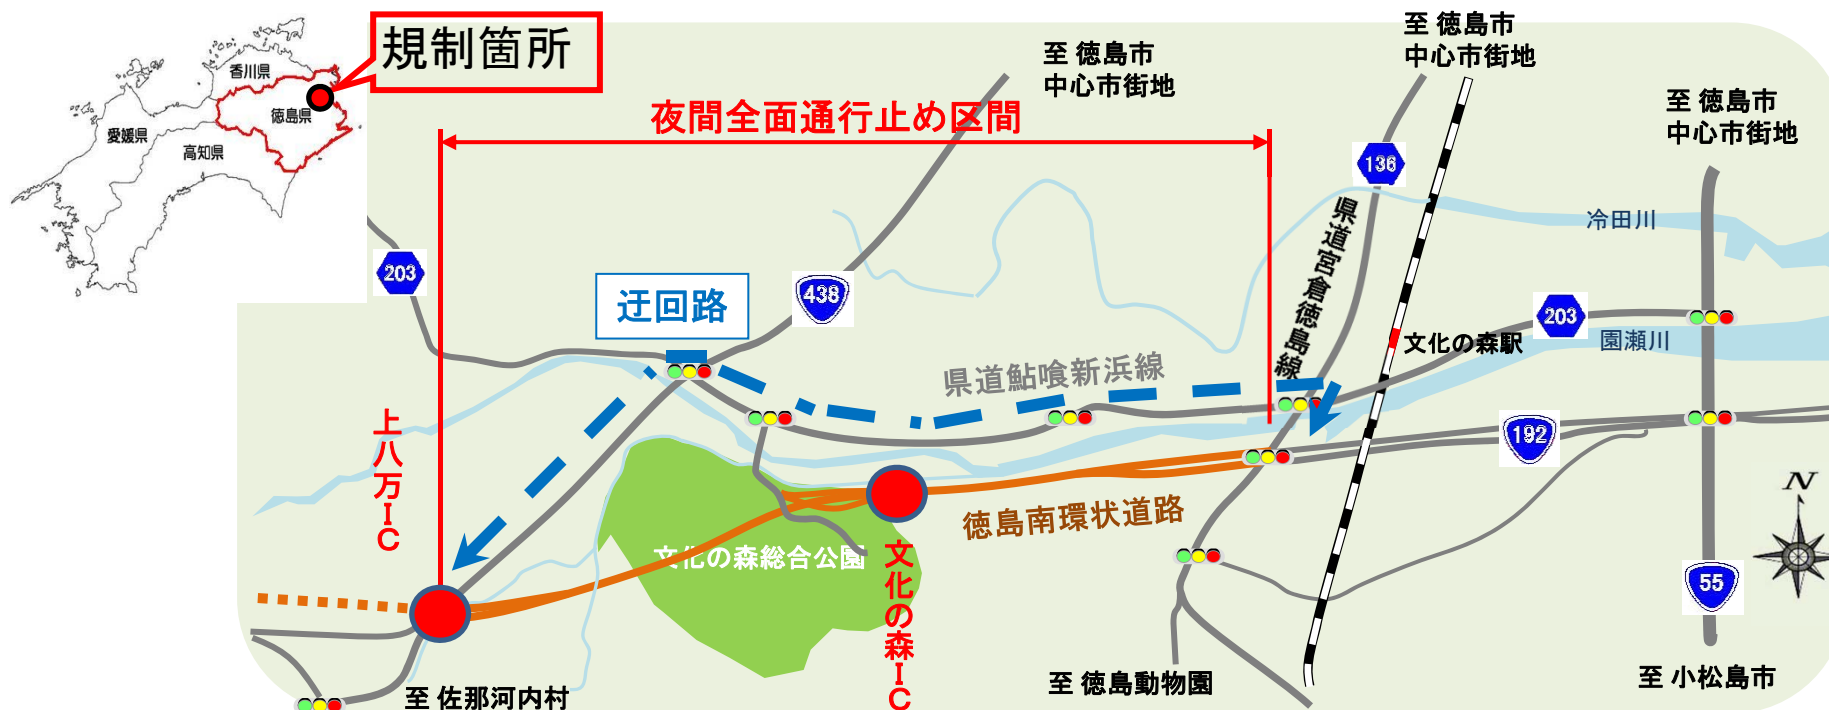 規制箇所
香川県
徳島県
愛媛県
高知県
至 徳島市
中心市街地
至 徳島市
中心市街地
至 徳島市
中心市街地
夜間全面通行止め区間
136
冷田川
県道宮倉徳島線
203
迂回路
438
203
園瀬川
文化の森駅
県道鮎喰新浜線
上八万IC
192
徳島南環状道路
N
文化の森総合公園
文化の森IC
55
至 徳島動物園
至 小松島市
至 佐那河内村